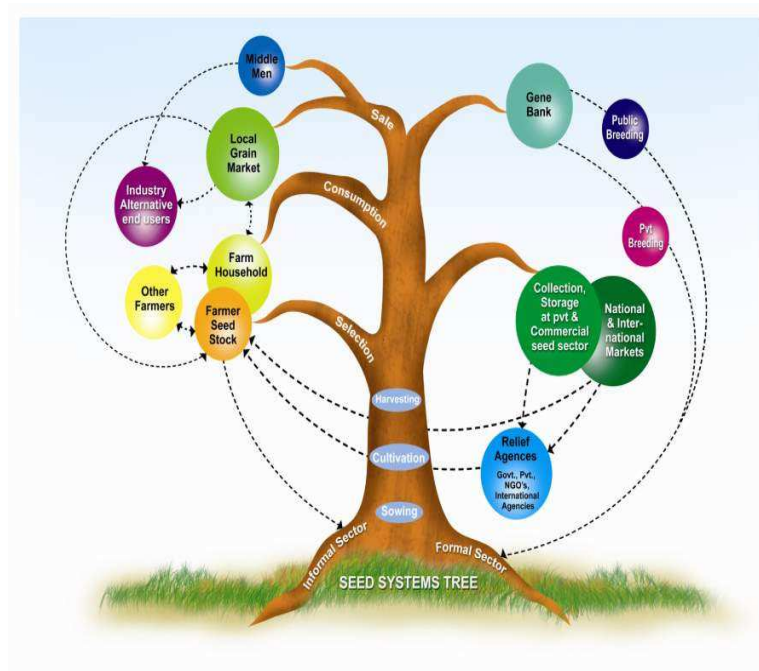 Middle
Men
Sale
Gene
Bank
Public
Breeding
Local
Grain
Market
Consumption
Industry
Alternative
end users
Pvt
Breeding
Farm
Household
Other
Farmers
Farmer
Seed
Stock
Selection
Collection,
Storage
at pvt &
Commercial
seed sector
National
& Inter-
national
Markets
Harvesting
Cultivation
Relief
Agences
Govt., Pvt.,
NGO's,
International
Agencies
Sowing
Informal Sector
Formal Sector
SEED SYSTEMS TREE